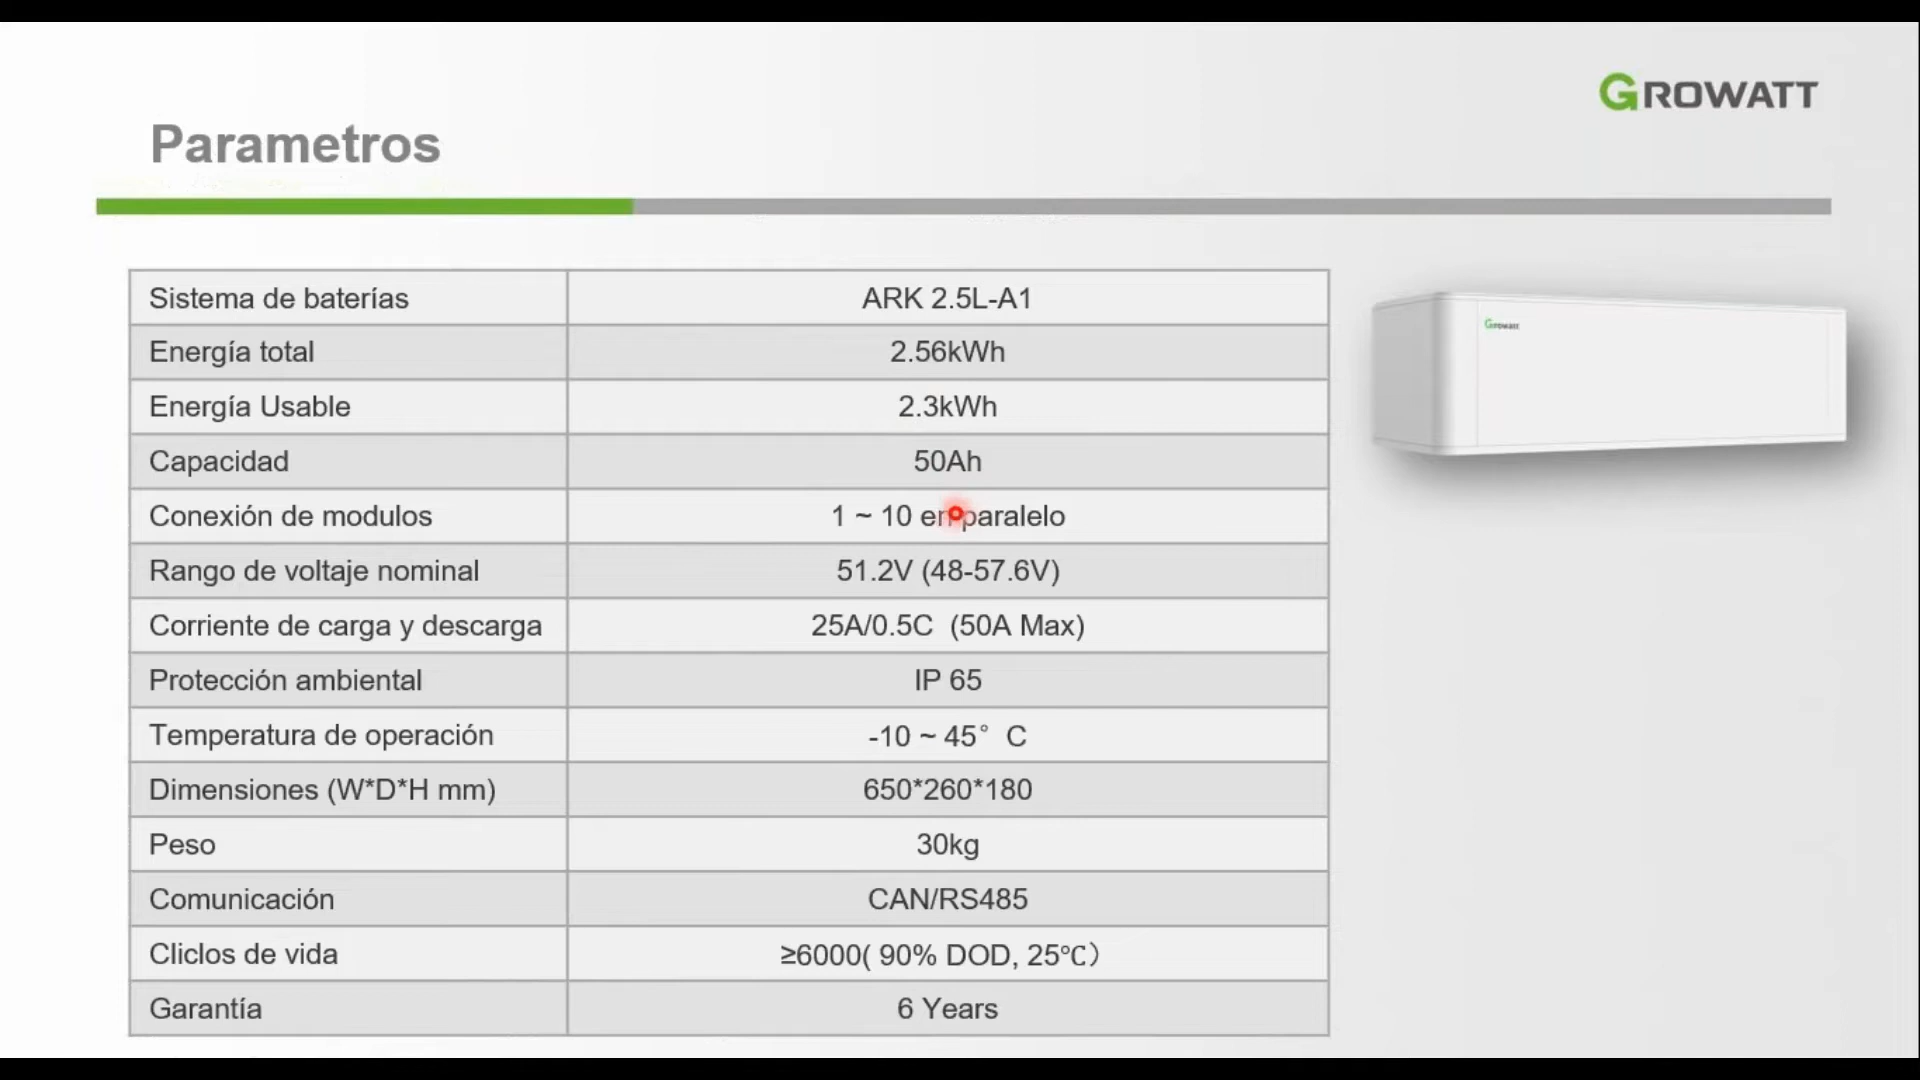 GROWATT
Parametros
Sistema de baterías ARK 2.5L-A1
Energía total 2.56kWh
Energía Usable 2.3kWh
Capacidad 50Ah
Conexión de modulos 1 ~ 10 en paralelo
Rango de voltaje nominal 51.2V (48-57.6V)
Corriente de carga y descarga 25A/0.5C (50A Max)
Protección ambiental IP 65
Temperatura de operación -10 ~ 45° C
Dimensiones (W*D*H mm) 650*260*180
Peso 30kg
Comunicación CAN/RS485
Cliclos de vida ≥6000( 90% DOD, 25℃)
Garantía 6 Years
Growatt